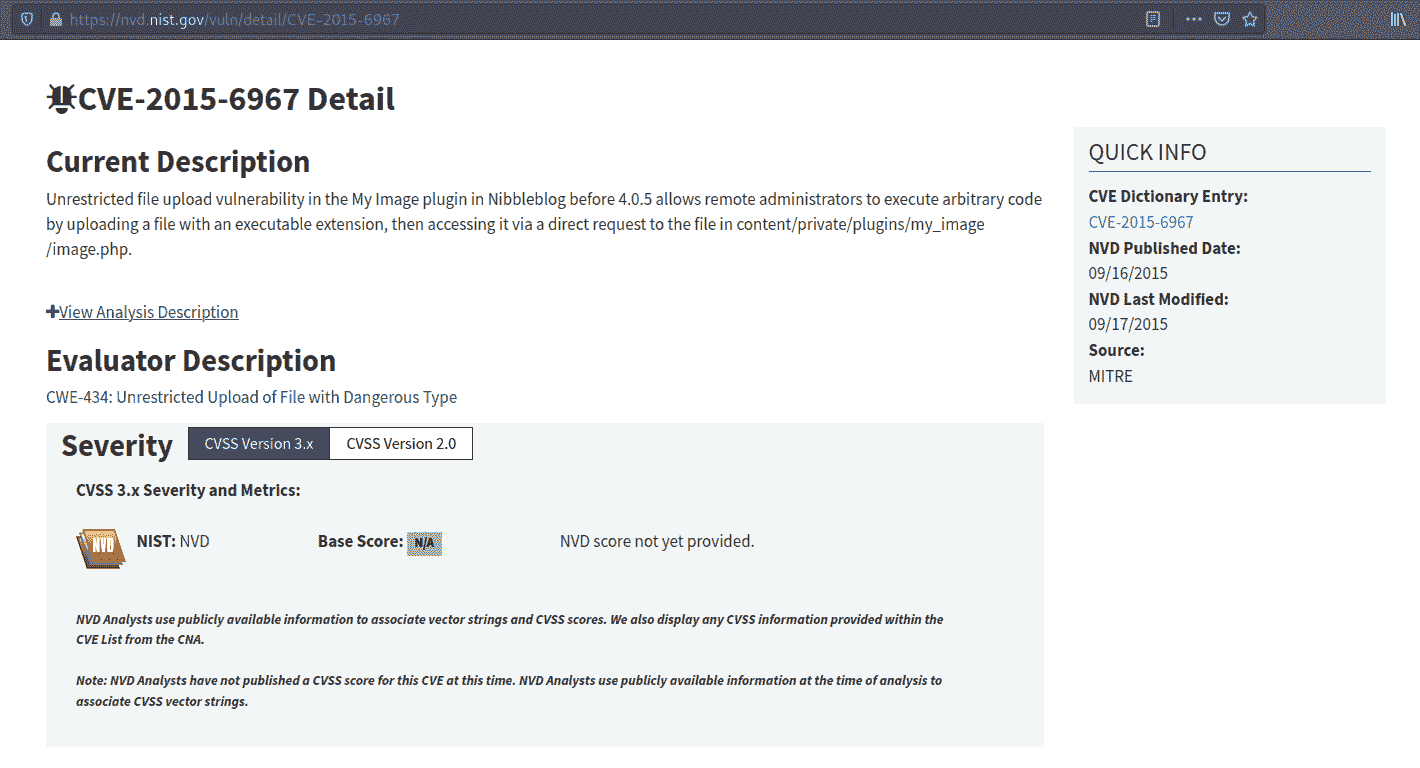 https://nvd.nist.gov/vuln/detail/CVE-2015-6967
CVE-2015-6967 Detail
Current Description
Unrestricted file upload vulnerability in the My Image plugin in Nibbleblog before 4.0.5 allows remote administrators to execute arbitrary code
by uploading a file with an executable extension, then accessing it via a direct request to the file in content/private/plugins/my_image
/image.php.
View Analysis Description
Evaluator Description
CWE-434: Unrestricted Upload of File with Dangerous Type
Severity CVSS Version 3.x CVSS Version 2.0
CVSS 3.x Severity and Metrics:
NVD NIST: NVD Base Score: N/A NVD score not yet provided.
NVD Analysts use publicly available information to associate vector strings and CVSS scores. We also display any CVSS information provided within the
CVE List from the CNA.
Note: NVD Analysts have not published a CVSS score for this CVE at this time. NVD Analysts use publicly available information at the time of analysis to
associate CVSS vector strings.
QUICK INFO
CVE Dictionary Entry:
CVE-2015-6967
NVD Published Date:
09/16/2015
NVD Last Modified:
09/17/2015
Source:
MITRE